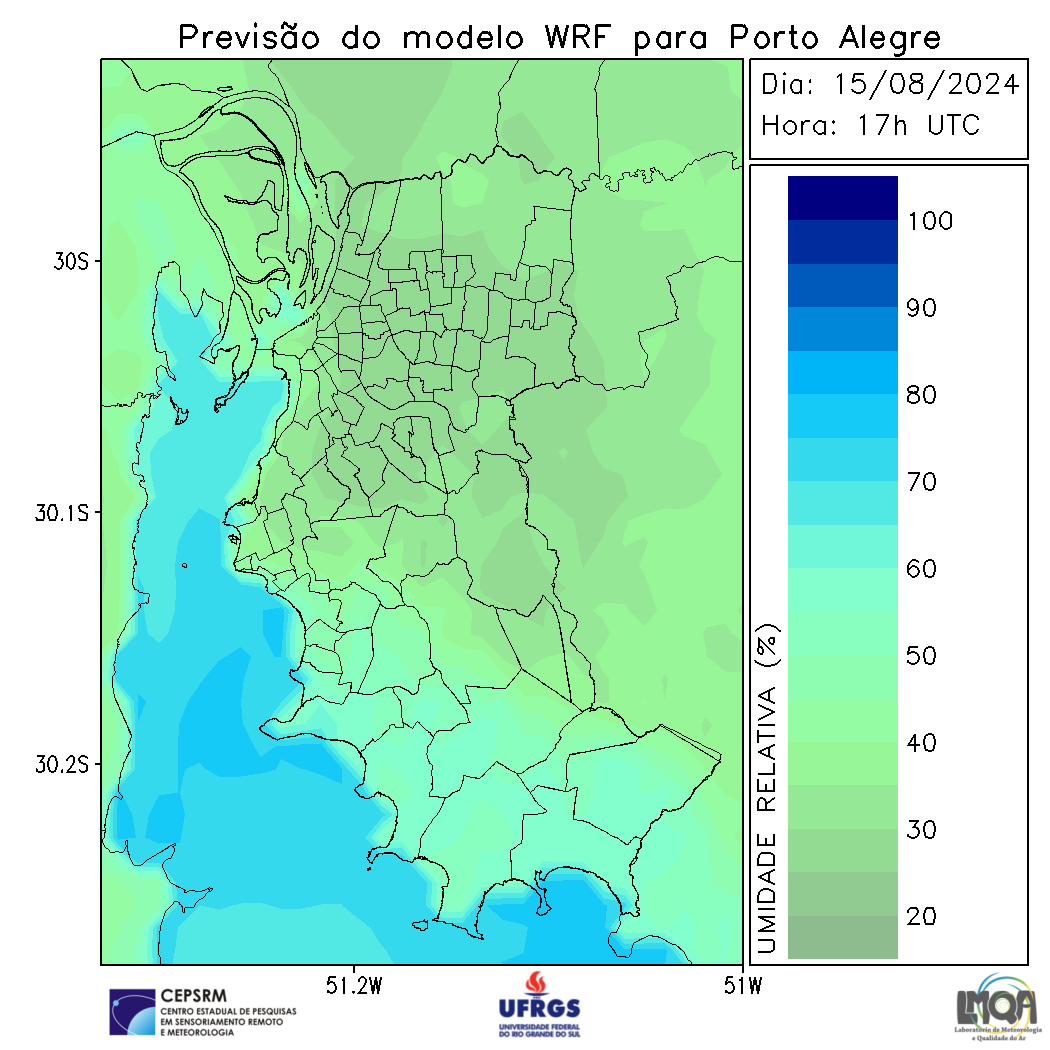 Previsão do modelo WRF para Porto Alegre
Dia: 15/08/2024
Hora: 17h UTC
30S
30.1S
30.2S
51.2W
51W
UMIDADE RELATIVA (%)
100
90
80
70
60
50
40
30
20
CEPSRM
CENTRO ESTADUAL DE PESQUISAS
EM SENSORIAMENTO REMOTO
E METEOROLOGIA
UFRGS
UNIVERSIDADE FEDERAL
DO RIO GRANDE DO SUL
LMQA
Laboratório de Meteorologia
e Qualidade do Ar